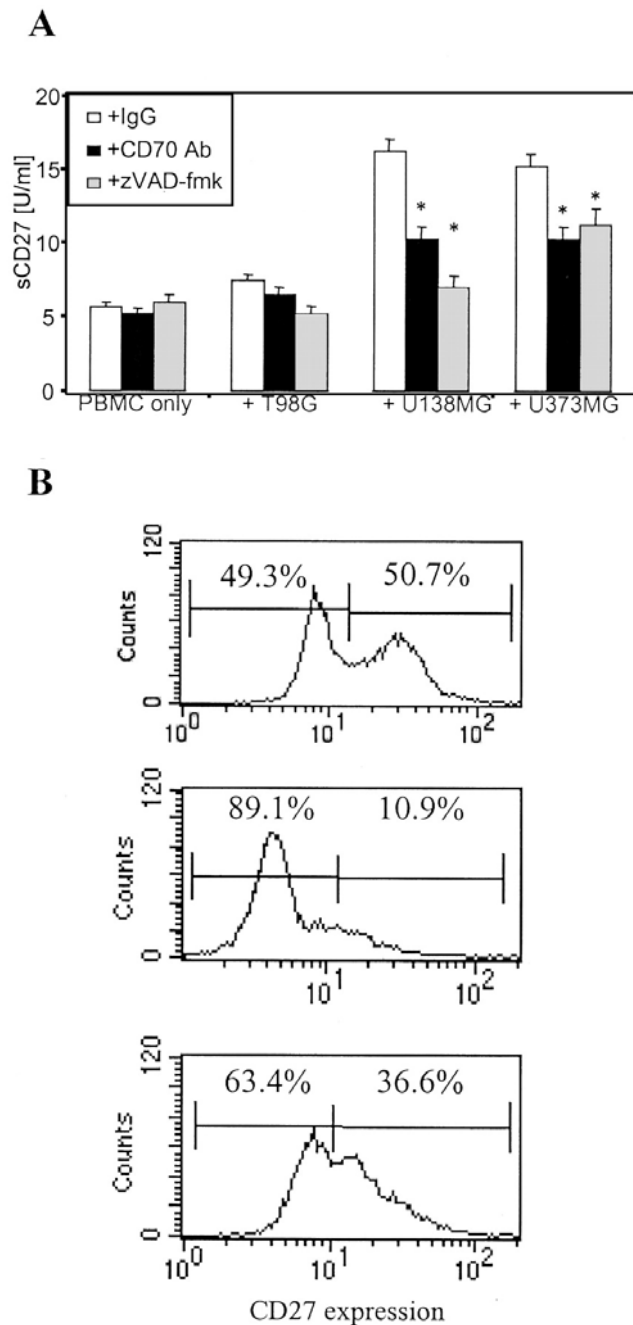 A
20
15
10
5
0
sCD27 [U/ml]
+IgG
+CD70 Ab
+zVAD-fmk
* * * *
PBMC only + T98G + U138MG + U373MG
B
120
Counts
0
49.3% 50.7%
10⁰ 10¹ 10²
120
Counts
0
89.1% 10.9%
10¹ 10²
120
Counts
0
63.4% 36.6%
10⁰ 10¹ 10²
CD27 expression